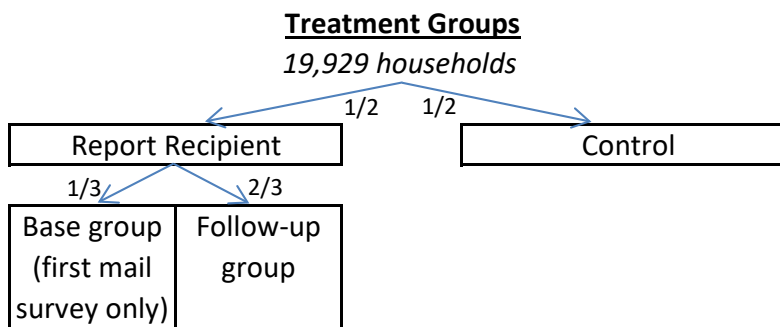 Treatment Groups
19,929 households
1/2 1/2
Report Recipient
Control
1/3 2/3
Base group
(first mail
survey only)
Follow-up
group